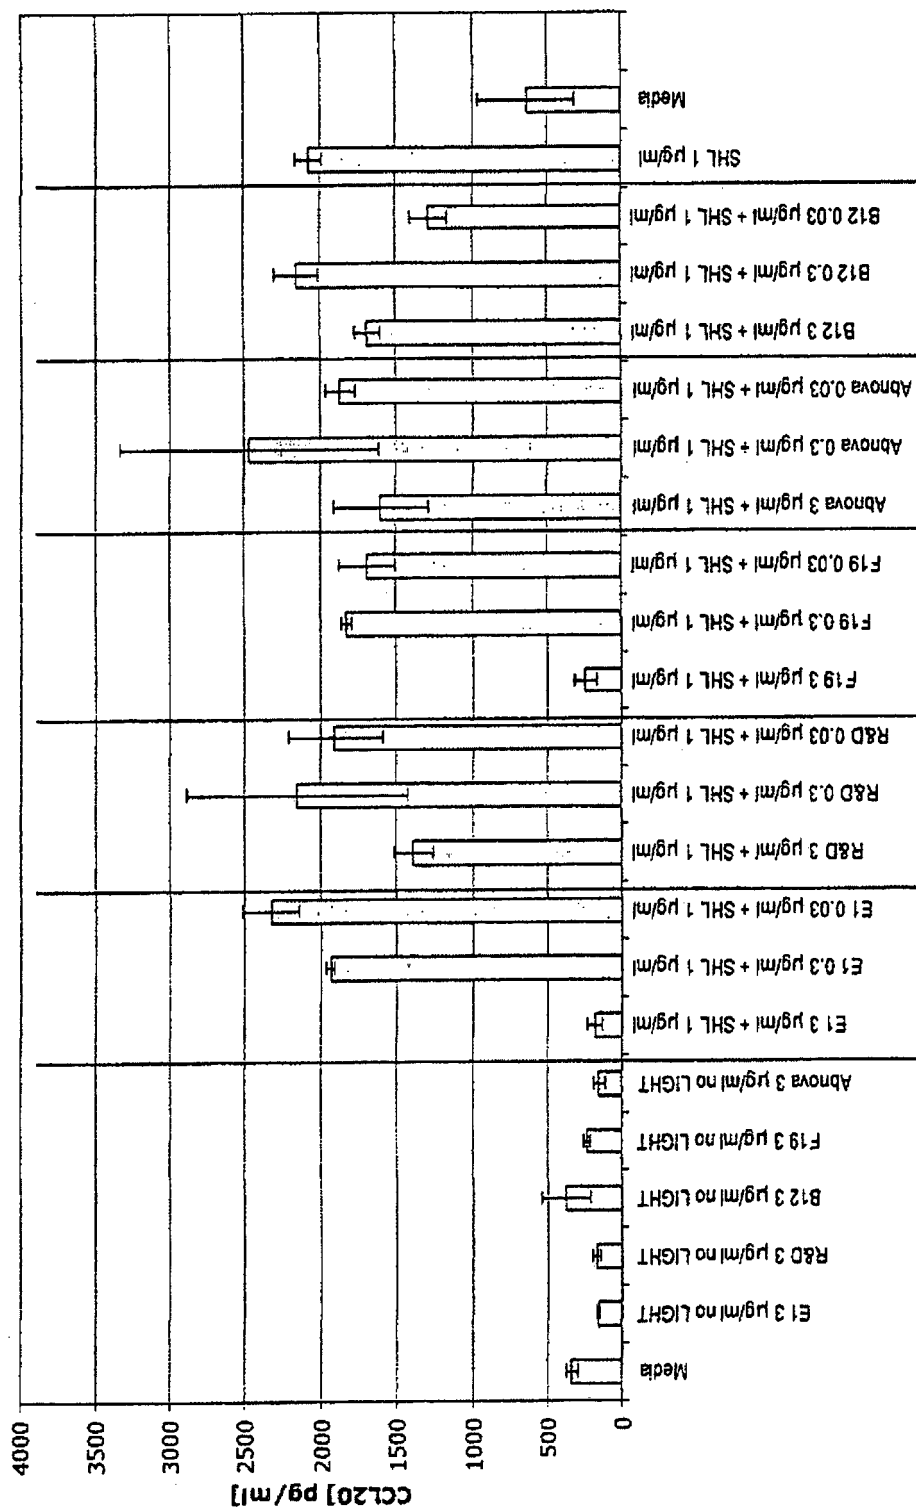 CCL20] pg/ml]
4000
3500
3000
2500
2000
1500
1000
500
0
Media
E1 3 µg/ml no LIGHT
R&D 3 µg/ml no LIGHT
B12 3 µg/ml no LIGHT
F19 3 µg/ml no LIGHT
Abnova 3 µg/ml no LIGHT
E1 3 µg/ml + SHL 1 µg/ml
E1 0.3 µg/ml + SHL 1 µg/ml
E1 0.03 µg/ml + SHL 1 µg/ml
R&D 3 µg/ml + SHL 1 µg/ml
R&D 0.3 µg/ml + SHL 1 µg/ml
R&D 0.03 µg/ml + SHL 1 µg/ml
F19 3 µg/ml + SHL 1 µg/ml
F19 0.3 µg/ml + SHL 1 µg/ml
F19 0.03 µg/ml + SHL 1 µg/ml
Abnova 3 µg/ml + SHL 1 µg/ml
Abnova 0.3 µg/ml + SHL 1 µg/ml
Abnova 0.03 µg/ml + SHL 1 µg/ml
B12 3 µg/ml + SHL 1 µg/ml
B12 0.3 µg/ml + SHL 1 µg/ml
B12 0.03 µg/ml + SHL 1 µg/ml
SHL 1 µg/ml
Media